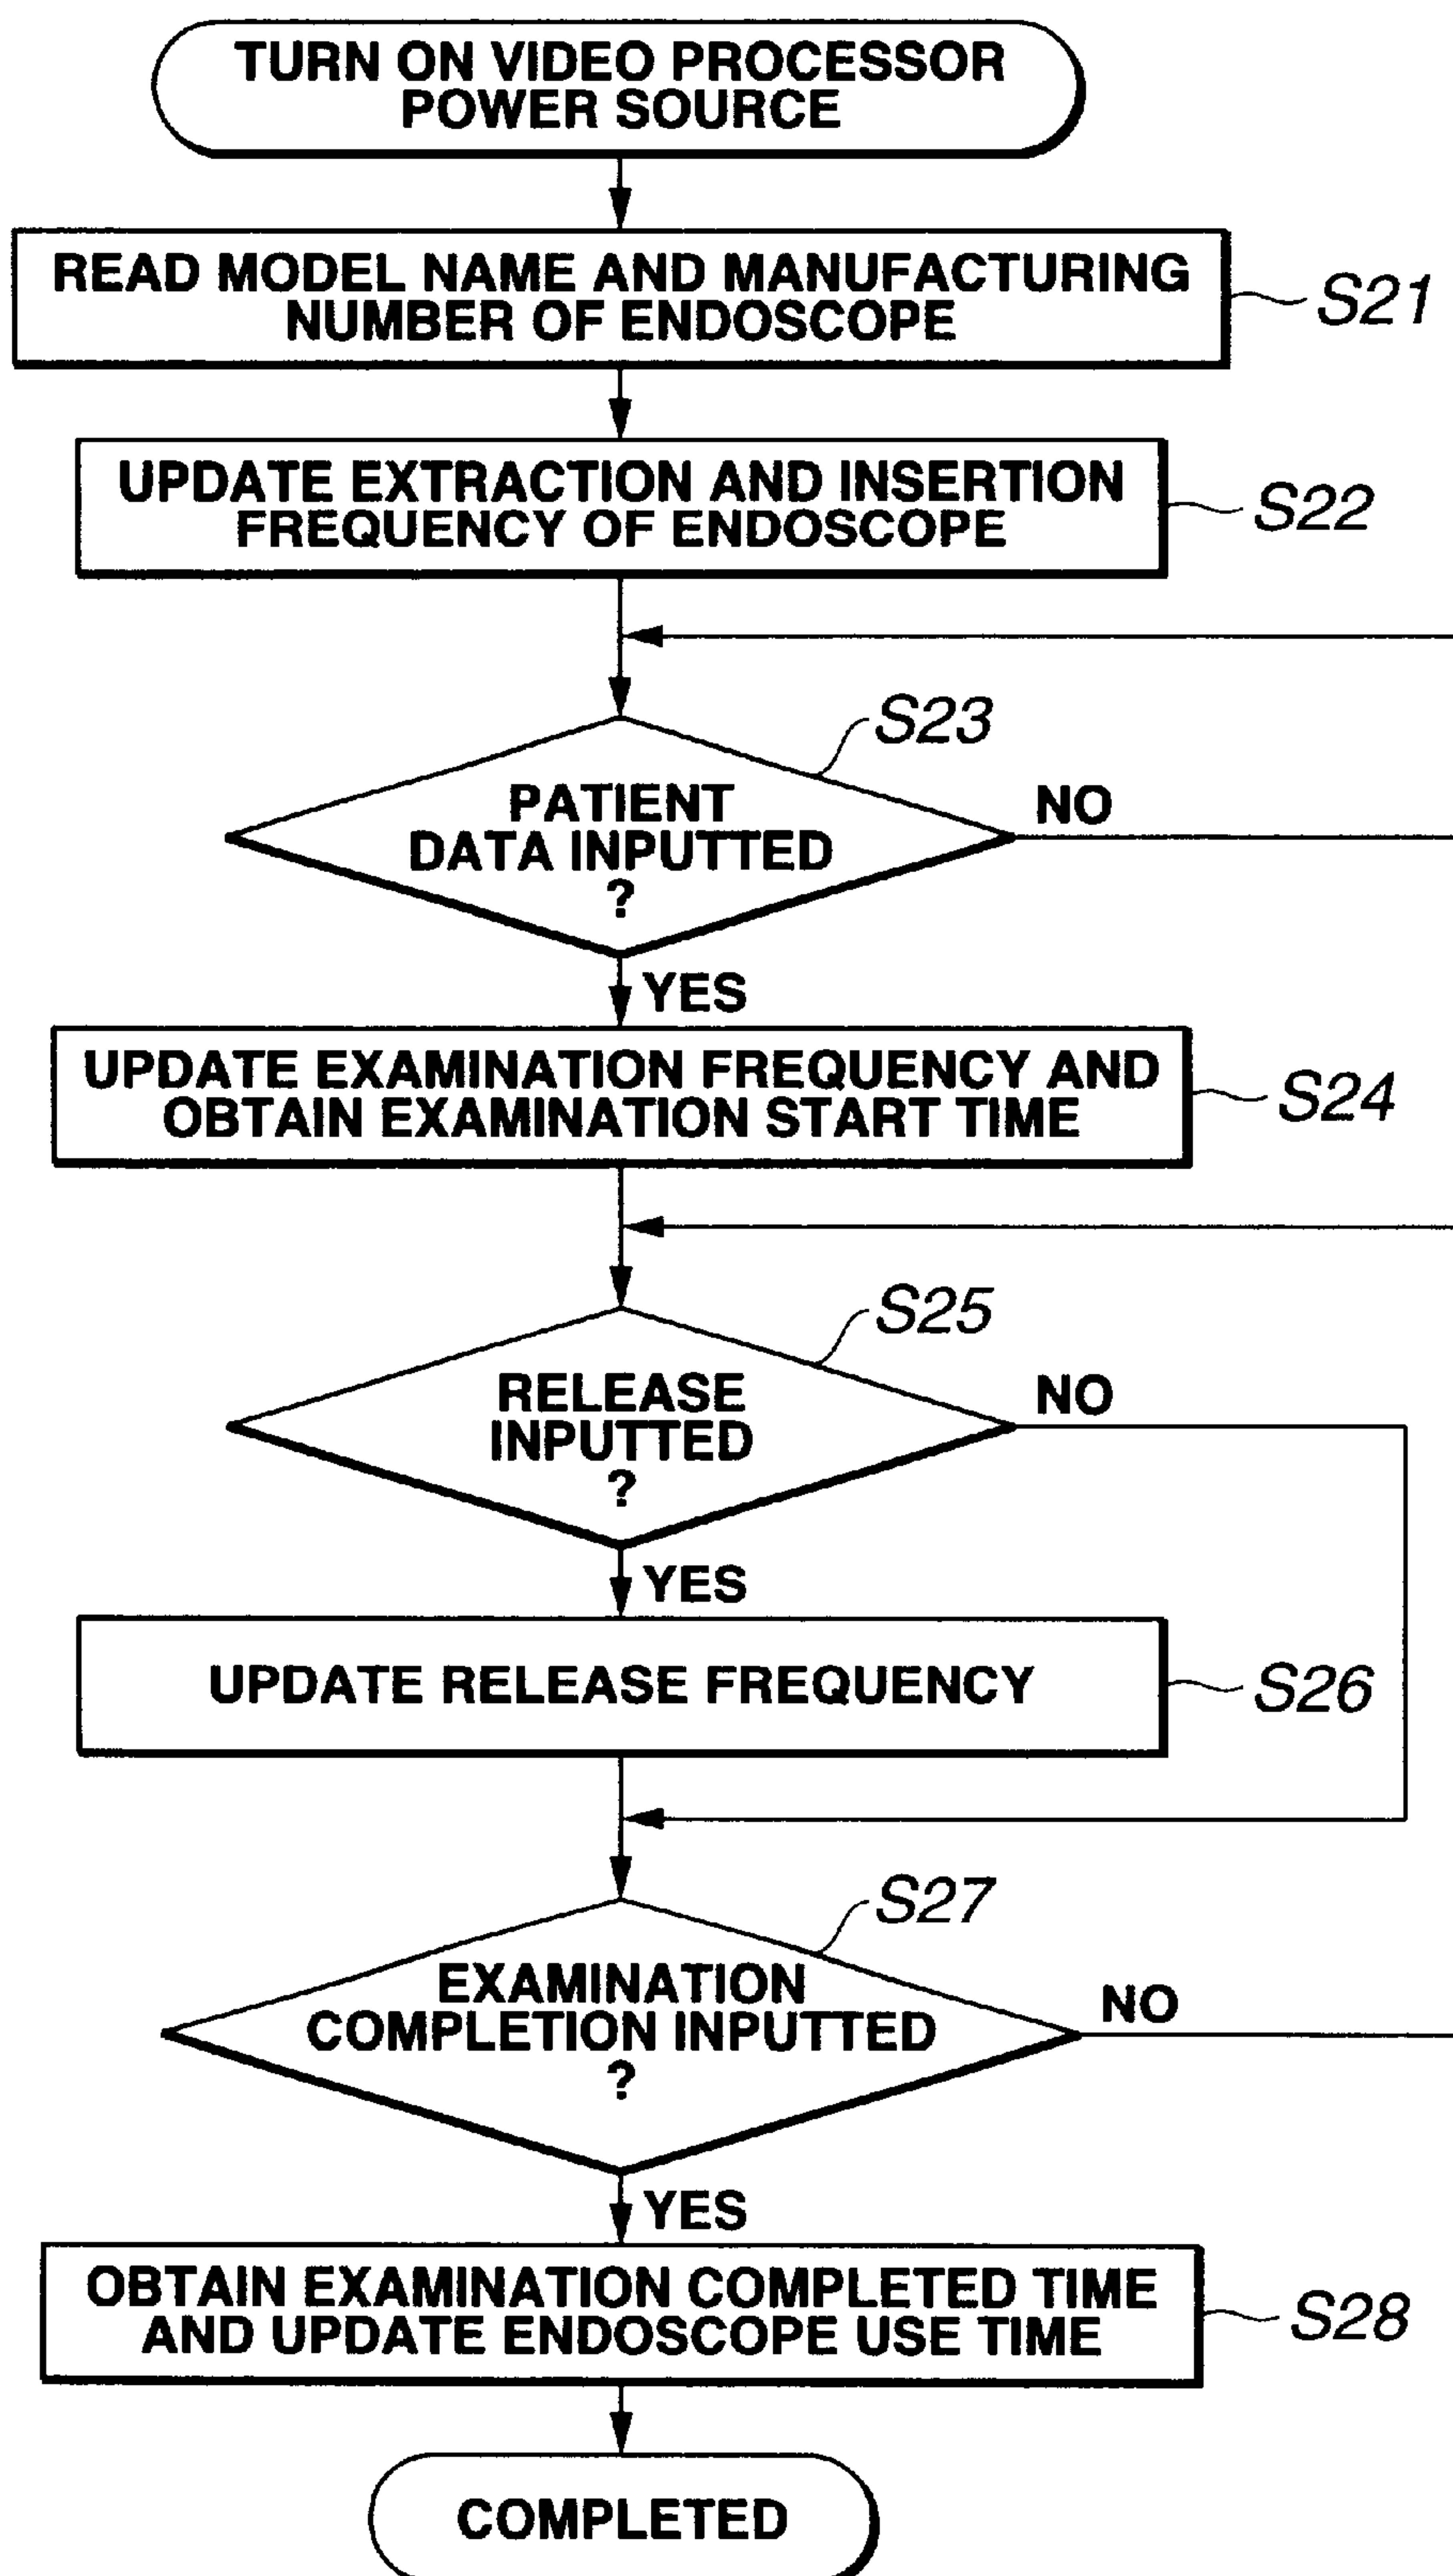 TURN ON VIDEO PROCESSOR
POWER SOURCE
READ MODEL NAME AND MANUFACTURING
NUMBER OF ENDOSCOPE
S21
UPDATE EXTRACTION AND INSERTION
FREQUENCY OF ENDOSCOPE
S22
S23
PATIENT
DATA INPUTTED
?
NO
YES
UPDATE EXAMINATION FREQUENCY AND
OBTAIN EXAMINATION START TIME
S24
S25
RELEASE
INPUTTED
?
NO
YES
UPDATE RELEASE FREQUENCY
S26
S27
EXAMINATION
COMPLETION INPUTTED
?
NO
YES
OBTAIN EXAMINATION COMPLETED TIME
AND UPDATE ENDOSCOPE USE TIME
S28
COMPLETED